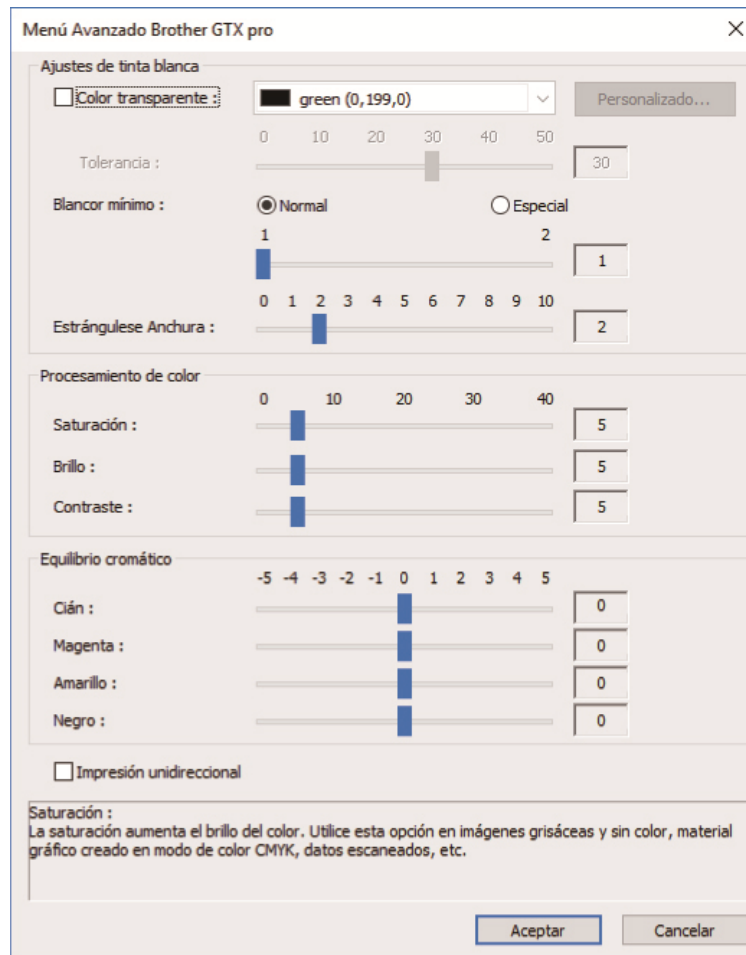 Menú Avanzado Brother GTX pro
Ajustes de tinta blanca
Color transparente : green (0,199,0) Personalizado...
0 10 20 30 40 50
Tolerancia : 30
Blancor mínimo : Normal Especial
1 2
1
0 1 2 3 4 5 6 7 8 9 10
Estrángulese Anchura : 2
Procesamiento de color
0 10 20 30 40
Saturación : 5
Brillo : 5
Contraste : 5
Equilibrio cromático
-5 -4 -3 -2 -1 0 1 2 3 4 5
Cián : 0
Magenta : 0
Amarillo : 0
Negro : 0
Impresión unidireccional
Saturación :
La saturación aumenta el brillo del color. Utilice esta opción en imágenes grisáceas y sin color, material
gráfico creado en modo de color CMYK, datos escaneados, etc.
Aceptar Cancelar